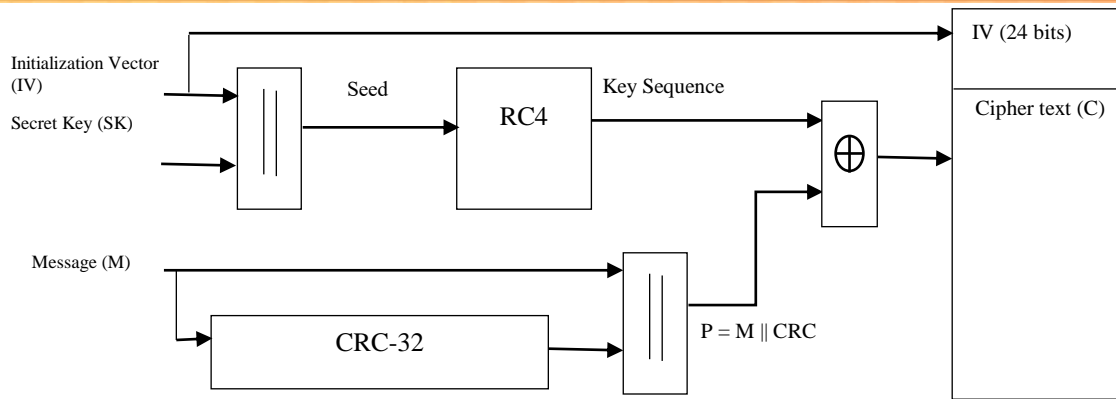 IV (24 bits)
Initialization Vector
(IV)
Seed
Key Sequence
RC4
Cipher text (C)
Secret Key (SK)
||
⊕
Message (M)
||
P = M || CRC
CRC-32